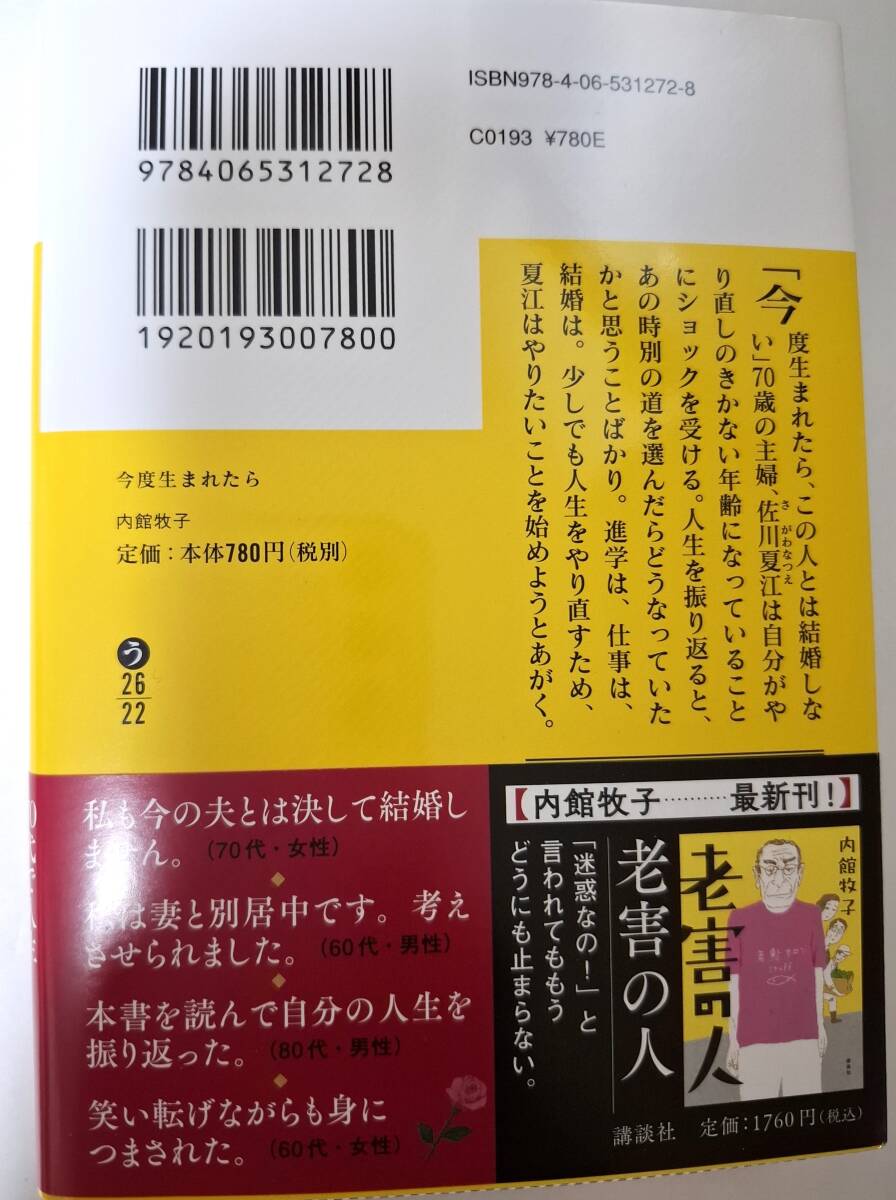 ISBN978-4-06-531272-8
C0193 ¥780E
9784065312728
1920193007800
「今度生まれたら、この人とは結婚しな
い」70歳の主婦、佐川夏江は自分がや
り直しのきかない年齢になっていること
にショックを受ける。人生を振り返ると、
あの時別の道を選んだらどうなっていた
かと思うことばかり。進学は、仕事は、
結婚は。少しでも人生をやり直すため、
夏江はやりたいことを始めようとあがく。
さがわなつえ
今度生まれたら
内館牧子
定価:本体780円(税別)
う
26
22
私も今の夫とは決して結婚し
ません。(70代・女性)
私は妻と別居中です。考え
させられました。(60代・男性)
本書を読んで自分の人生を
振り返った。(80代・男性)
笑い転げながらも身に
つまされた。(60代・女性)
【内館牧子………最新刊!】
老害の人
「迷惑なの!」と
言われてももう
どうにも止まらない。
内館牧子
老害の人
講談社 定価:1760円(税込)